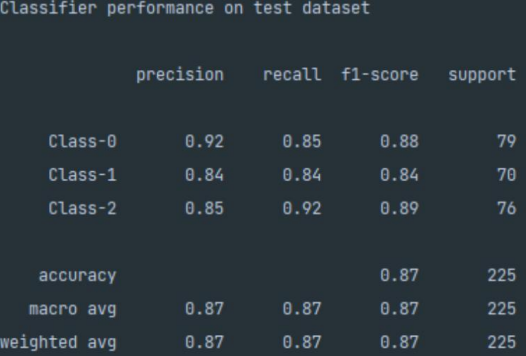 Classifier performance on test dataset
precision recall f1-score support
Class-0 0.92 0.85 0.88 79
Class-1 0.84 0.84 0.84 70
Class-2 0.85 0.92 0.89 76
accuracy 0.87 225
macro avg 0.87 0.87 0.87 225
weighted avg 0.87 0.87 0.87 225